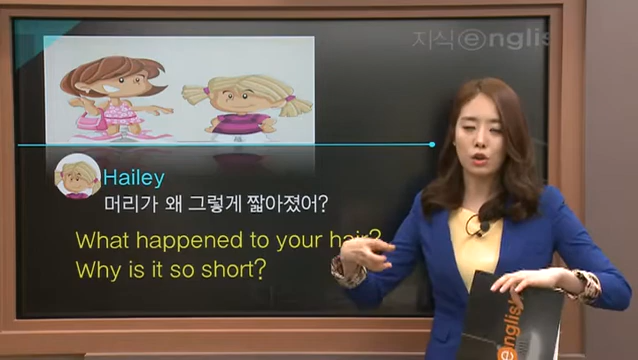 지식ⓔnglis
Hailey
머리가 왜 그렇게 짧아졌어?
What happened to your hair?
Why is it so short?
ⓔnglish